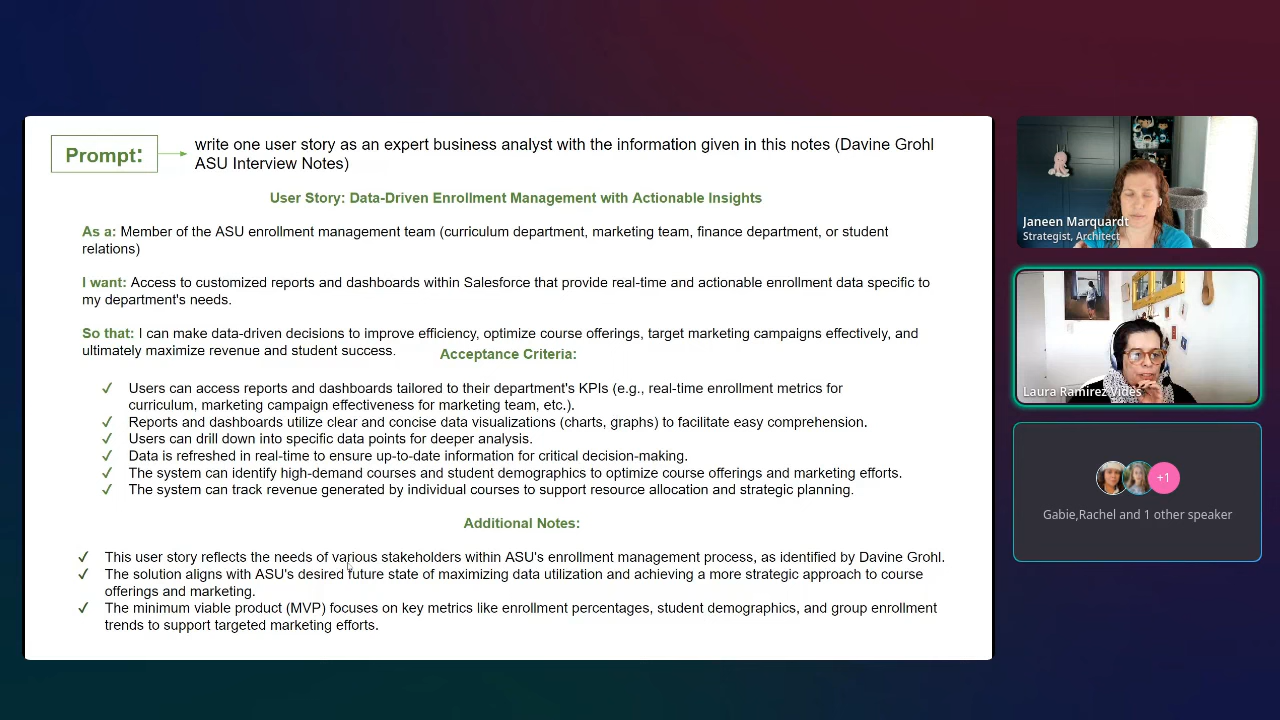 Prompt:
write one user story as an expert business analyst with the information given in this notes (Davine Grohl
ASU Interview Notes)
User Story: Data-Driven Enrollment Management with Actionable Insights
As a: Member of the ASU enrollment management team (curriculum department, marketing team, finance department, or student
relations)
I want: Access to customized reports and dashboards within Salesforce that provide real-time and actionable enrollment data specific to
my department's needs.
So that: I can make data-driven decisions to improve efficiency, optimize course offerings, target marketing campaigns effectively, and
ultimately maximize revenue and student success.
Acceptance Criteria:
✓ Users can access reports and dashboards tailored to their department's KPIs (e.g., real-time enrollment metrics for
curriculum, marketing campaign effectiveness for marketing team, etc.).
✓ Reports and dashboards utilize clear and concise data visualizations (charts, graphs) to facilitate easy comprehension.
✓ Users can drill down into specific data points for deeper analysis.
✓ Data is refreshed in real-time to ensure up-to-date information for critical decision-making.
✓ The system can identify high-demand courses and student demographics to optimize course offerings and marketing efforts.
✓ The system can track revenue generated by individual courses to support resource allocation and strategic planning.
Additional Notes:
✓ This user story reflects the needs of various stakeholders within ASU's enrollment management process, as identified by Davine Grohl.
✓ The solution aligns with ASU's desired future state of maximizing data utilization and achieving a more strategic approach to course
offerings and marketing.
✓ The minimum viable product (MVP) focuses on key metrics like enrollment percentages, student demographics, and group enrollment
trends to support targeted marketing efforts.
Janeen Marquardt
Strategist, Architect
Laura Ramirez Vides
+1
Gabie,Rachel and 1 other speaker